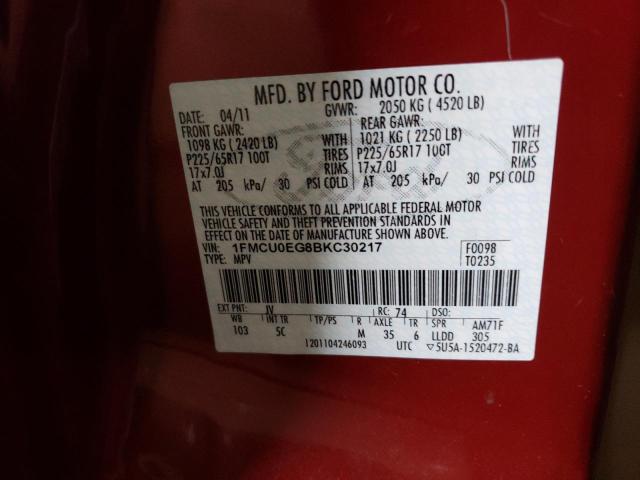 MFD. BY FORD MOTOR CO.
DATE: 04/11 GVWR: 2050 KG ( 4520 LB)
FRONT GAWR: REAR GAWR:
1098 KG ( 2420 LB) WITH 1021 KG ( 2250 LB) WITH
P225/65R17 100T TIRES P225/65R17 100T TIRES
17x7.0J RIMS 17x7.0J RIMS
AT 205 kPa/ 30 PSI COLD AT 205 kPa/ 30 PSI COLD
THIS VEHICLE CONFORMS TO ALL APPLICABLE FEDERAL MOTOR
VEHICLE SAFETY AND THEFT PREVENTION STANDARDS IN
EFFECT ON THE DATE OF MANUFACTURE SHOWN ABOVE.
VIN: 1FMCU0EG8BKC30217 F0098
TYPE: MPV T0235
EXT PNT: JV RC: 74 DSO:
WB INT TR TP/PS R AXLE TR SPR AM71F
103 5C M 35 6 LLDD 305
1201104246093 UTC ▽5U5A-1520472-BA